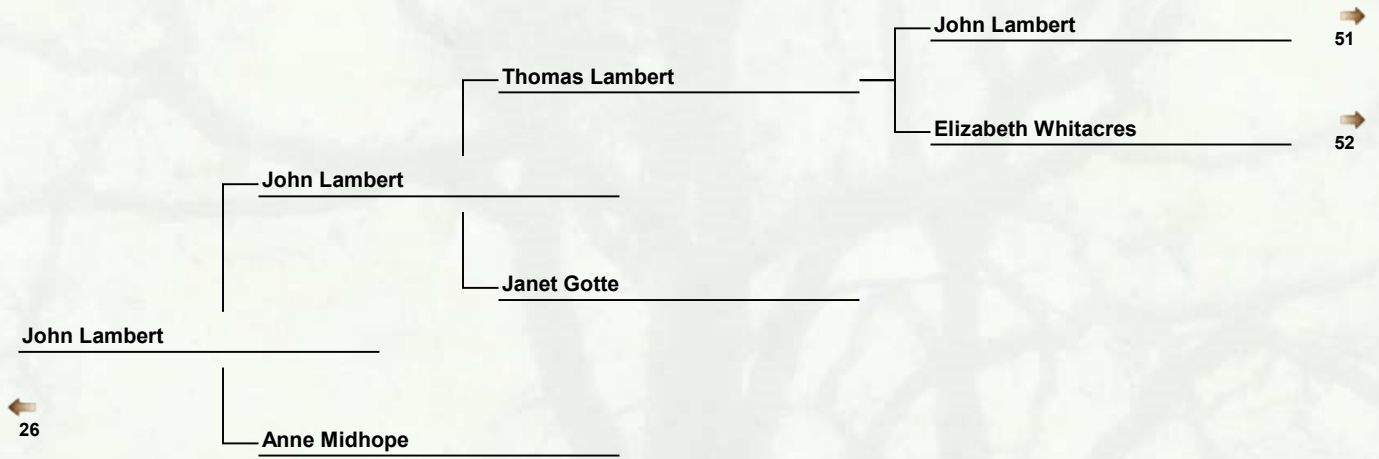 John Lambert
51
Thomas Lambert
Elizabeth Whitacres
52
John Lambert
Janet Gotte
John Lambert
26
Anne Midhope